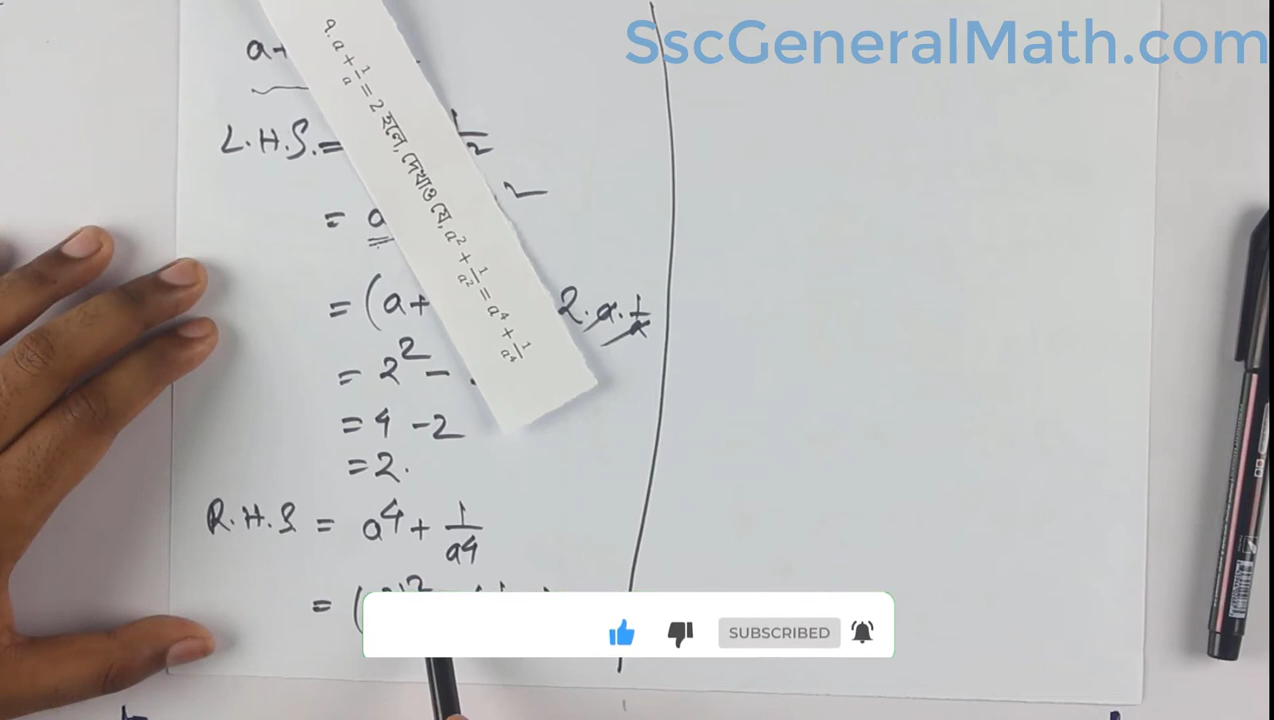 SscGeneralMath.com
9. a + 1/a = 2 হলে, দেখাও যে, a² + 1/a² = a⁴ + 1/a⁴
a+
L.H.S. =
= a
= (a+ 2.a.1/a
= 2² -
= 4 - 2
= 2.
R.H.S = a⁴ + 1/a⁴
= (
SUBSCRIBED